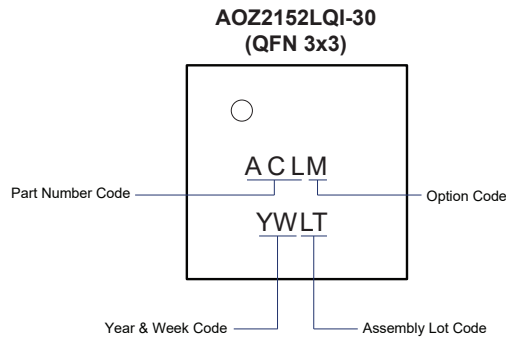 AOZ2152LQI-30
(QFN 3x3)
ACLM
Part Number Code
Option Code
YWLT
Year & Week Code
Assembly Lot Code